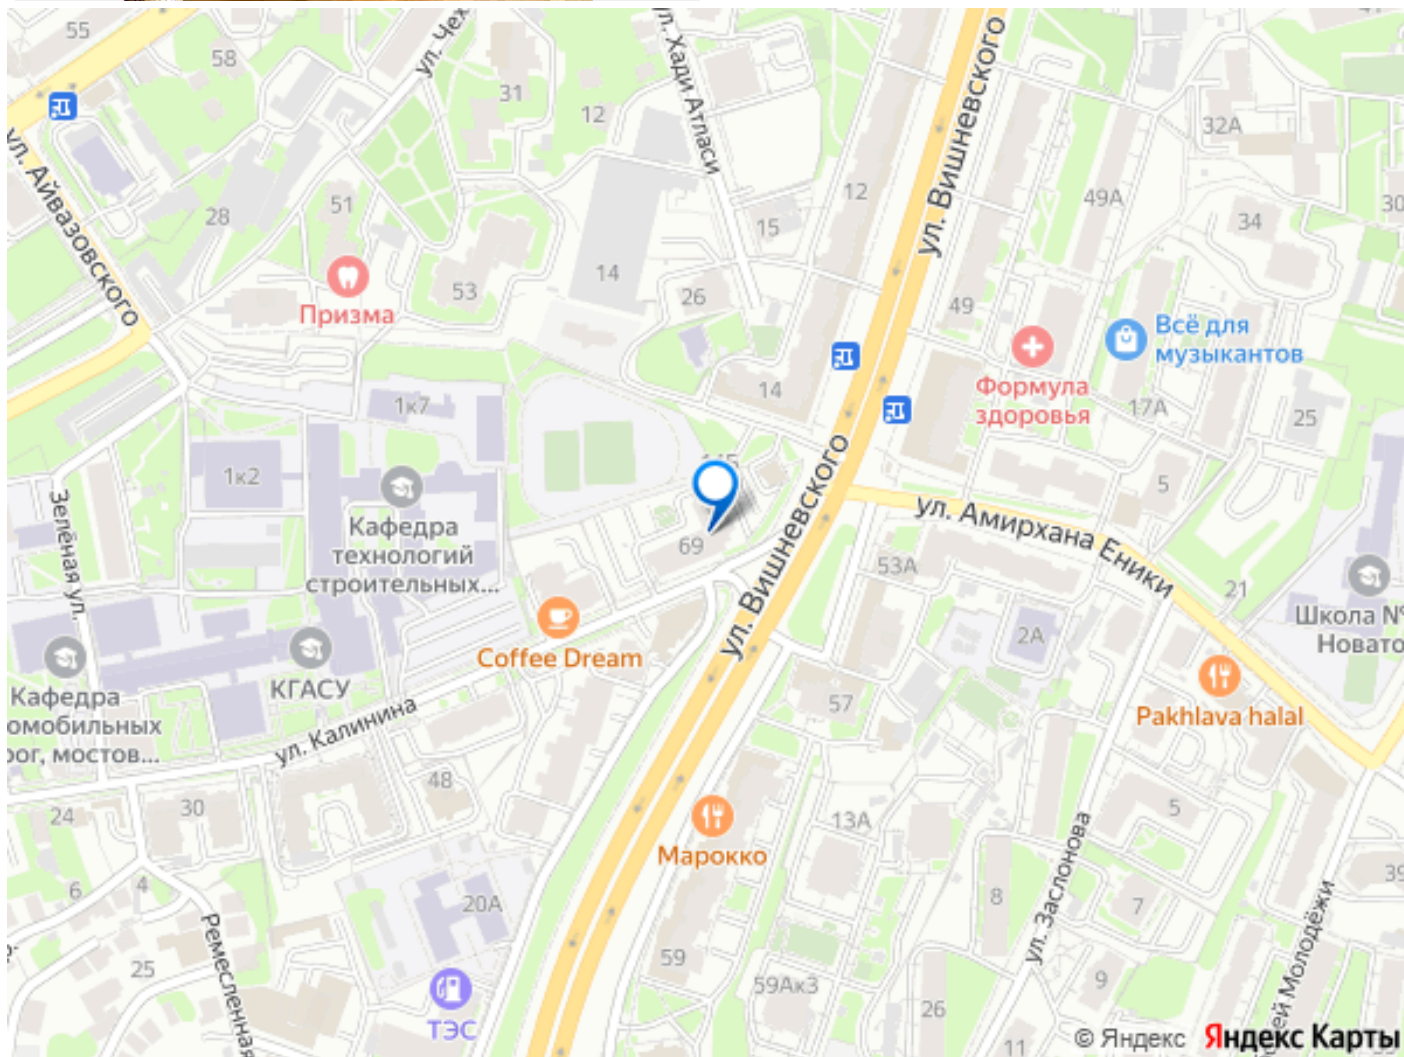 55
58
ул. Чех
31
12
ул. Хади Атласи
ул. Вишневского
32А
ул. Айвазовского
28
51
Призма
53
14
15
26
12
49А
34
30
49
Всё для
музыкантов
Формула
здоровья
17А
25
14
1к7
1к2
Кафедра
технологий
строительных...
Зелёная ул.
69
ул. Вишневского
ул. Амирхана Еники
5
53А
21
2А
Школа №
Новато
Coffee Dream
КГАСУ
Кафедра
омобильных
рог, мостов...
ул. Калинина
57
Pakhlava halal
24
30
48
Марокко
13А
5
ул. Заслонова
6
4
20А
8
7
39
Ремесленная
25
59
59Ак3
9
ей Молодёжи
ТЭС
26
11
© Яндекс Яндекс Карты